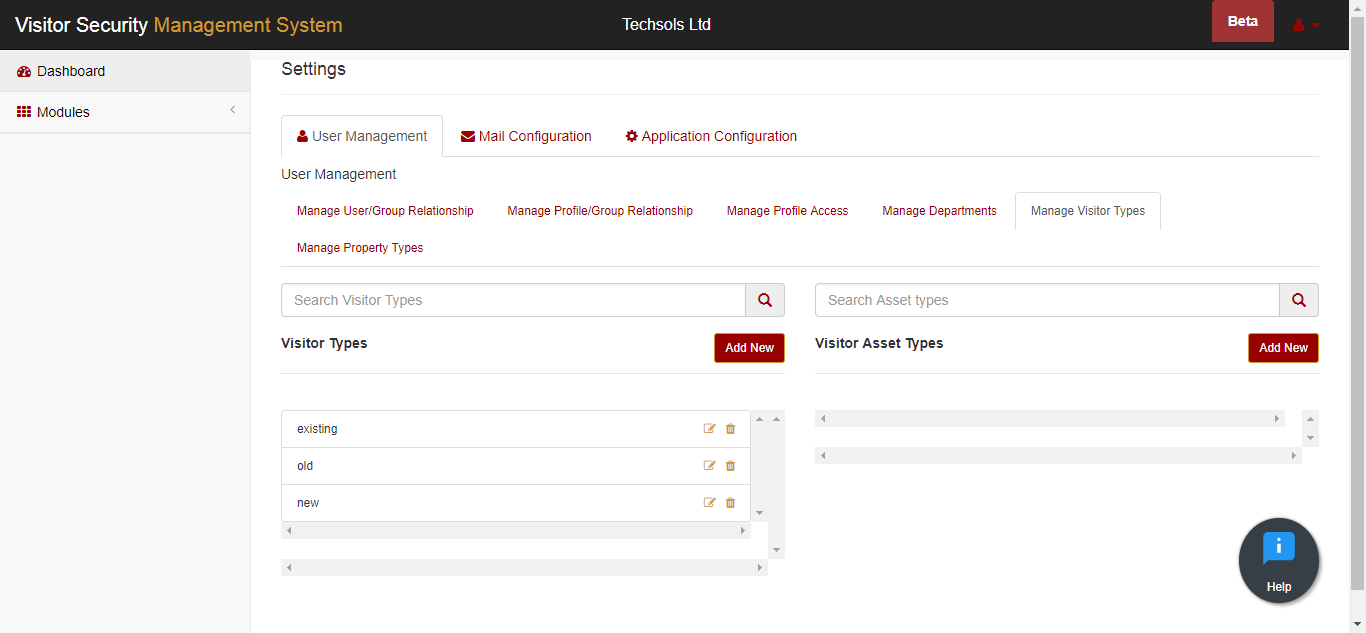 Visitor Security Management System
Techsols Ltd
Beta
Dashboard
Modules
Settings
User Management
Mail Configuration
Application Configuration
User Management
Manage User/Group Relationship
Manage Profile/Group Relationship
Manage Profile Access
Manage Departments
Manage Visitor Types
Manage Property Types
Search Visitor Types
Search Asset types
Visitor Types
Add New
Visitor Asset Types
Add New
existing
old
new
Help